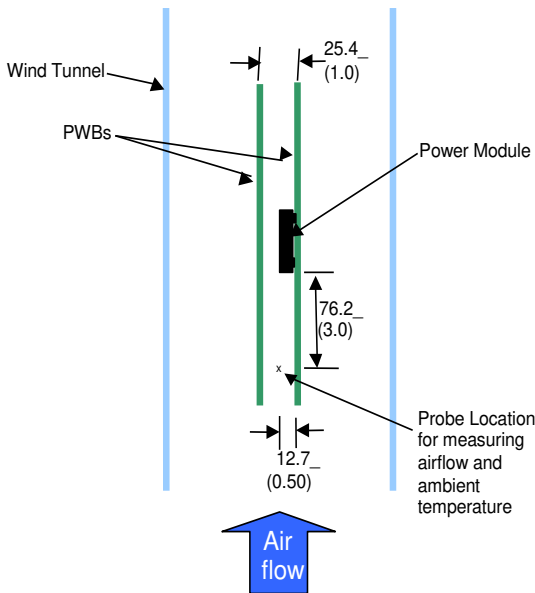 25.4_
(1.0)
Wind Tunnel
PWBs
Power Module
76.2_
(3.0)
x
Probe Location
for measuring
airflow and
ambient
temperature
12.7_
(0.50)
Air
flow